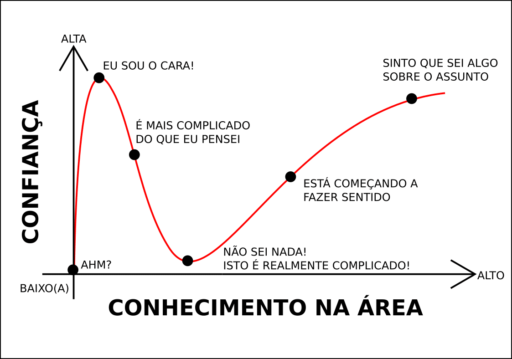 ALTA
EU SOU O CARA!
SINTO QUE SEI ALGO
SOBRE O ASSUNTO
É MAIS COMPLICADO
DO QUE EU PENSEI
CONFIANÇA
ESTÁ COMEÇANDO A
FAZER SENTIDO
NÃO SEI NADA!
ISTO É REALMENTE COMPLICADO!
AHM?
BAIXO(A)
ALTO
CONHECIMENTO NA ÁREA